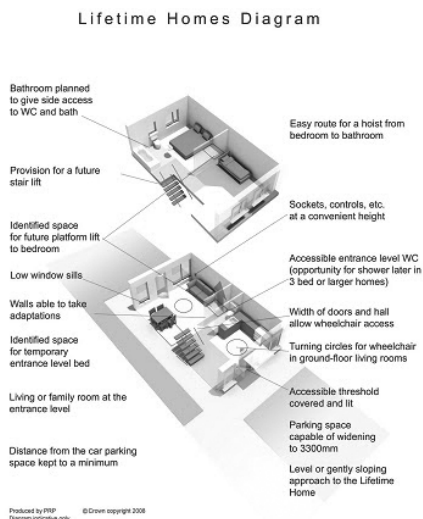 Lifetime Homes Diagram
Bathroom planned
to give side access
to WC and bath
Provision for a future
stair lift
Identified space
for future platform lift
to bedroom
Low window sills
Walls able to take
adaptations
Identified space
for temporary
entrance level bed
Living or family room at the
entrance level
Distance from the car parking
space kept to a minimum
Easy route for a hoist from
bedroom to bathroom
Sockets, controls, etc.
at a convenient height
Accessible entrance level WC
(opportunity for shower later in
3 bed or larger homes)
Width of doors and hall
allow wheelchair access
Turning circles for wheelchair
in ground-floor living rooms
Accessible threshold
covered and lit
Parking space
capable of widening
to 3300mm
Level or gently sloping
approach to the Lifetime
Home
Produced by PRP
Diagram indicative only
© Crown copyright 2008